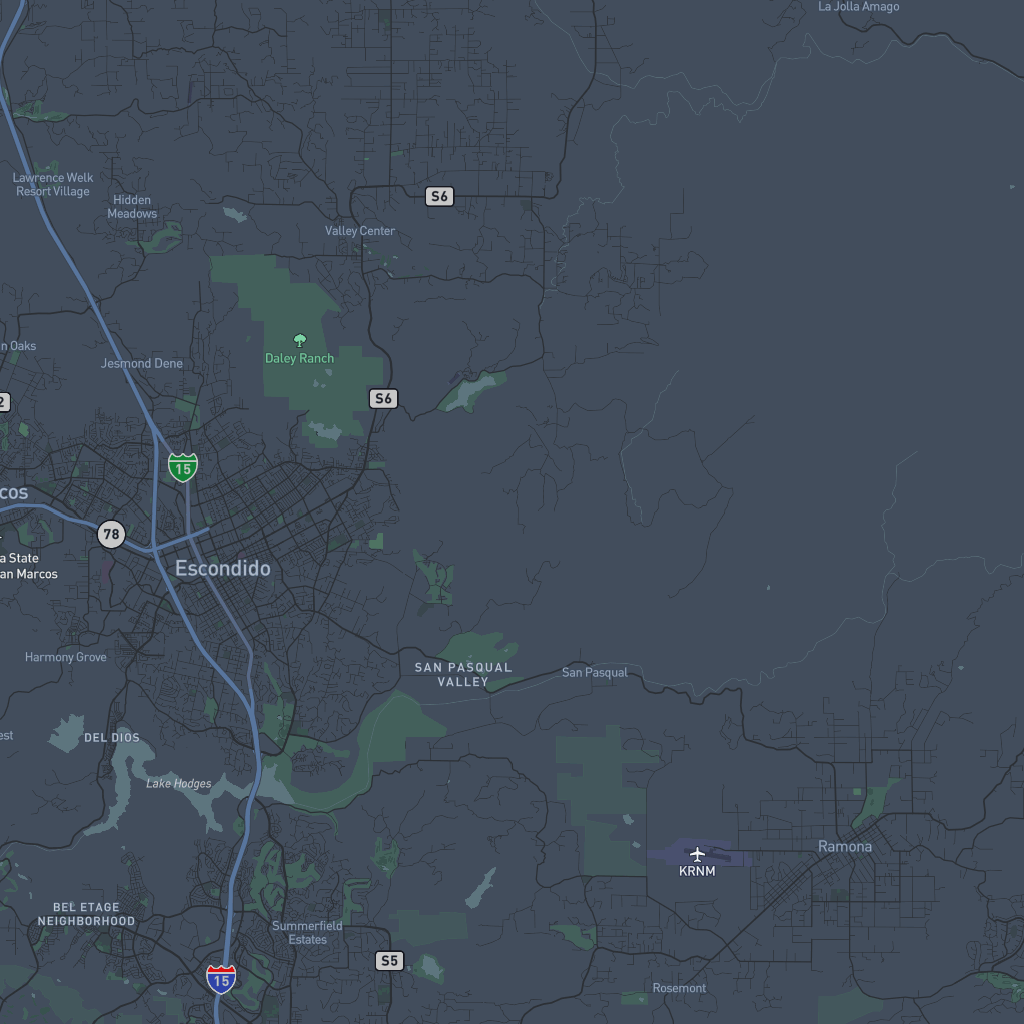 La Jolla Amago
Lawrence Welk
Resort Village
Hidden
Meadows
S6
Valley Center
n Oaks
Jesmond Dene
Daley Ranch
2
S6
15
cos
78
a State
an Marcos
Escondido
Harmony Grove
SAN PASQUAL
VALLEY
San Pasqual
est
DEL DIOS
Lake Hodges
Ramona
KRNM
BEL ETAGE
NEIGHBORHOOD
Summerfield
Estates
S5
15
Rosemont